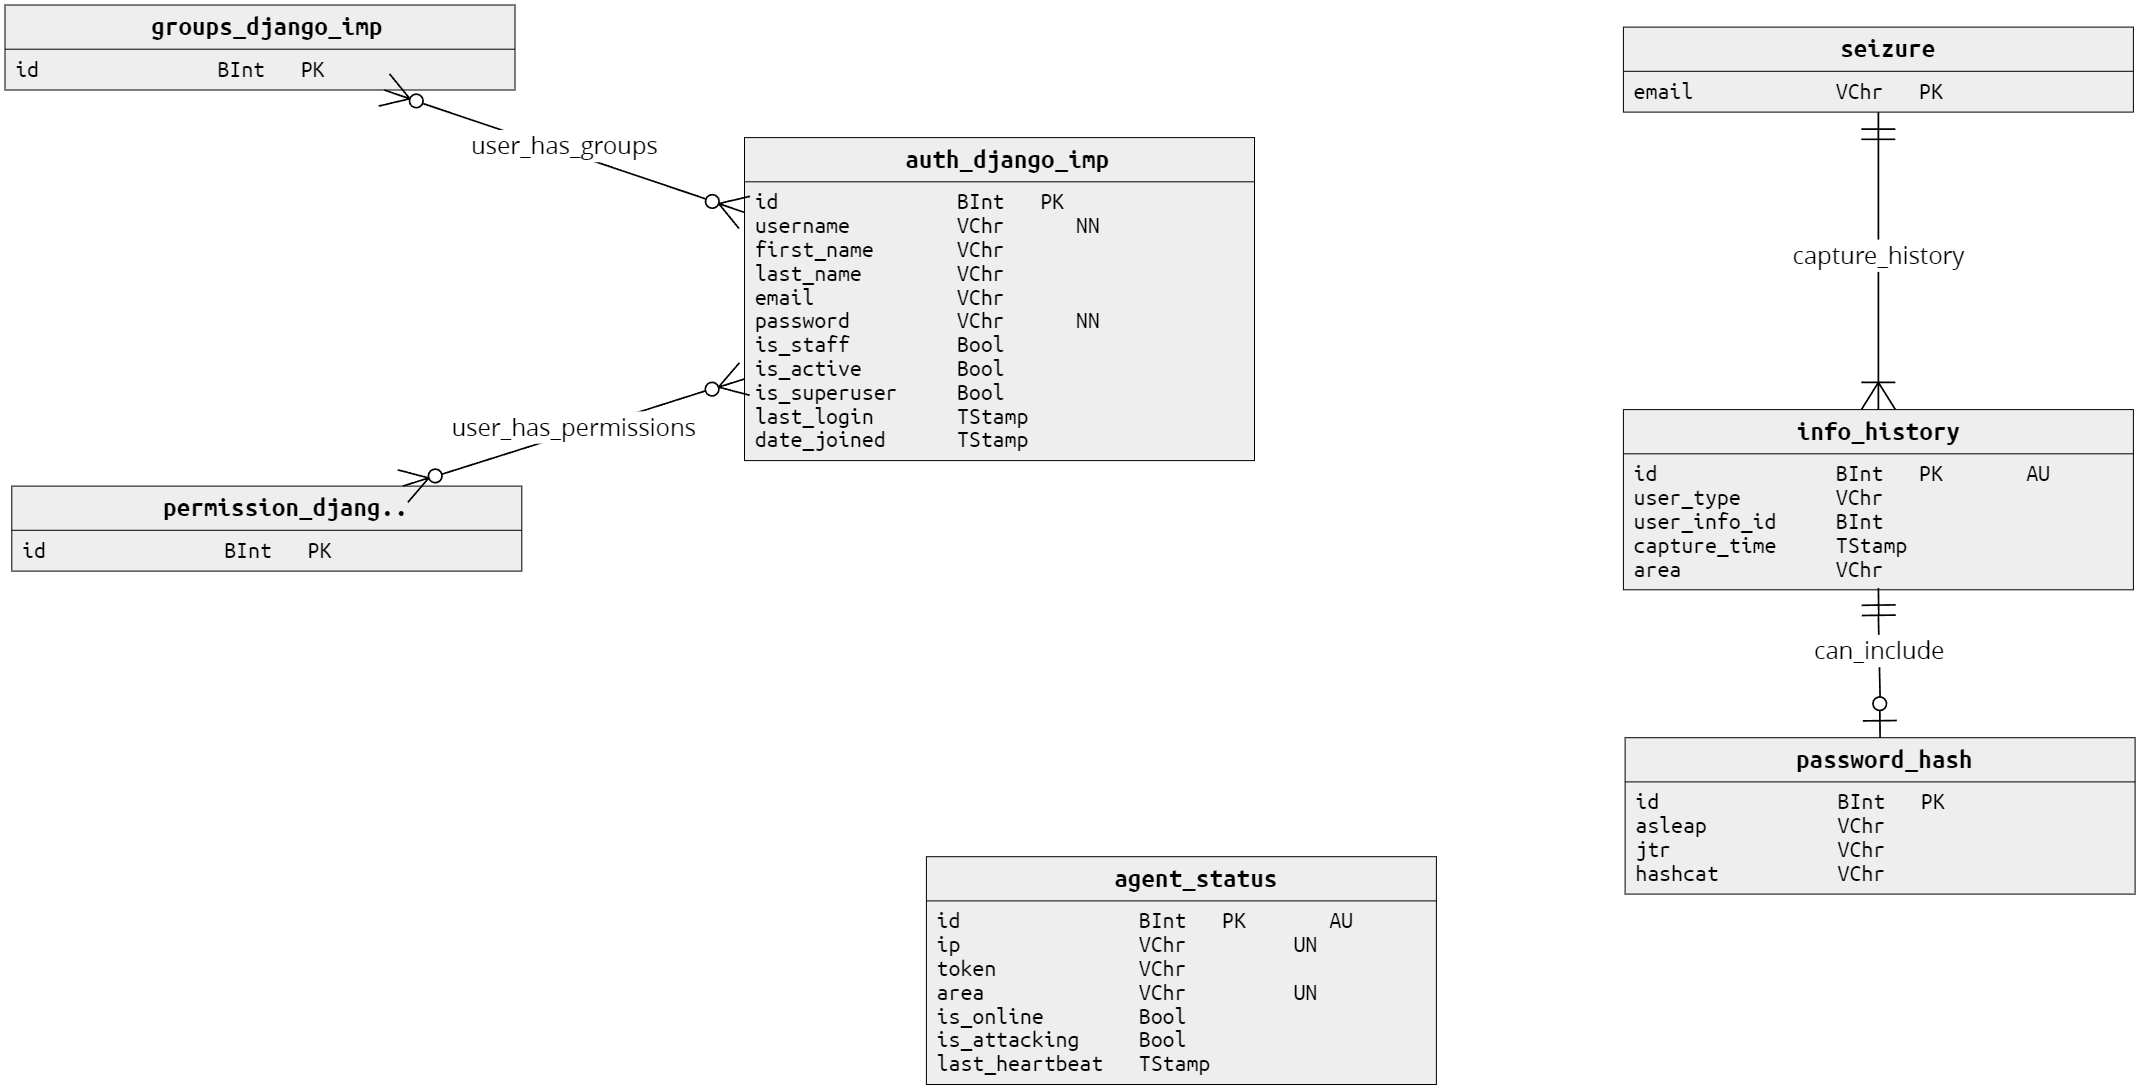 groups_django_imp
id BInt PK
user_has_groups
auth_django_imp
id BInt PK
username VChr NN
first_name VChr
last_name VChr
email VChr
password VChr NN
is_staff Bool
is_active Bool
is_superuser Bool
last_login TStamp
date_joined TStamp
user_has_permissions
permission_djang..
id BInt PK
seizure
email VChr PK
capture_history
info_history
id BInt PK AU
user_type VChr
user_info_id BInt
capture_time TStamp
area VChr
can_include
password_hash
id BInt PK
asleap VChr
jtr VChr
hashcat VChr
agent_status
id BInt PK AU
ip VChr UN
token VChr
area VChr UN
is_online Bool
is_attacking Bool
last_heartbeat TStamp